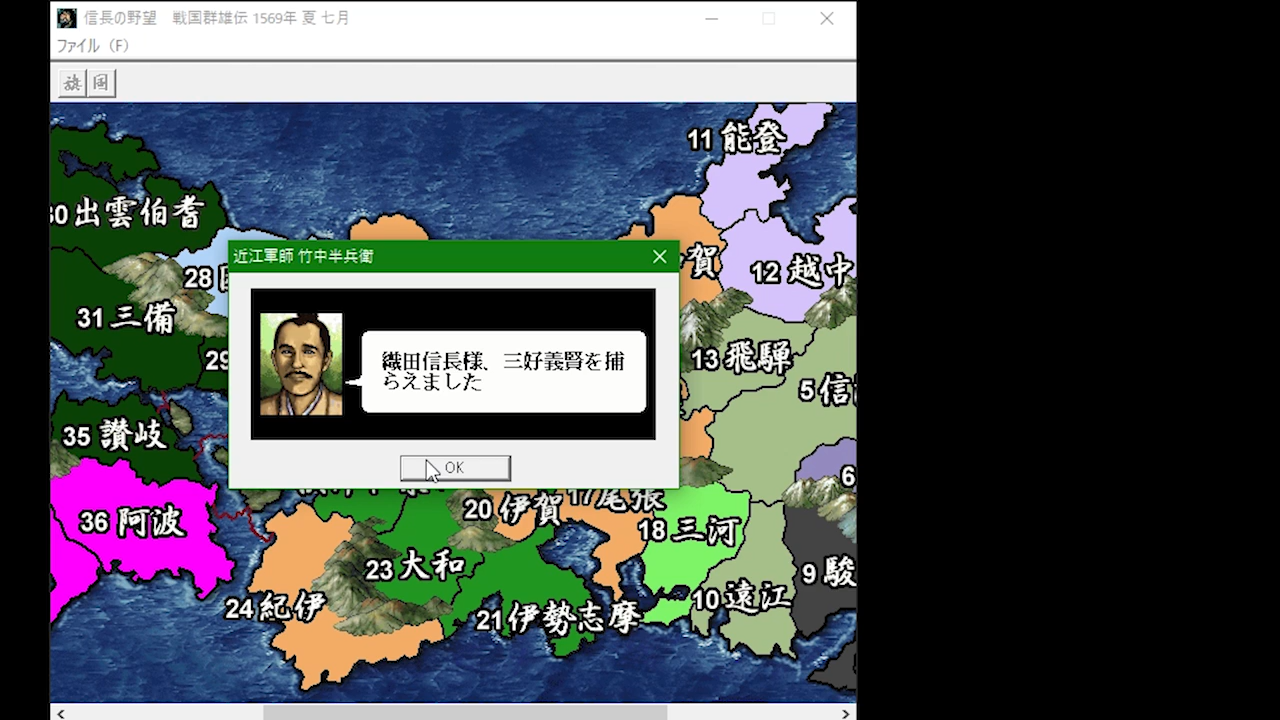 信長の野望　戦国群雄伝 1569年 夏 七月
ファイル（F）
旗国
11 能登
30 出雲伯耆
賀
12 越中
28
近江軍師 竹中半兵衛
31 三備
13 飛騨
29
織田信長様、三好義賢を捕
らえました
5 信
35 讃岐
OK
6
36 阿波
20 伊賀
17 尾張
18 三河
23 大和
9 駿
10 遠江
24 紀伊
21 伊勢志摩